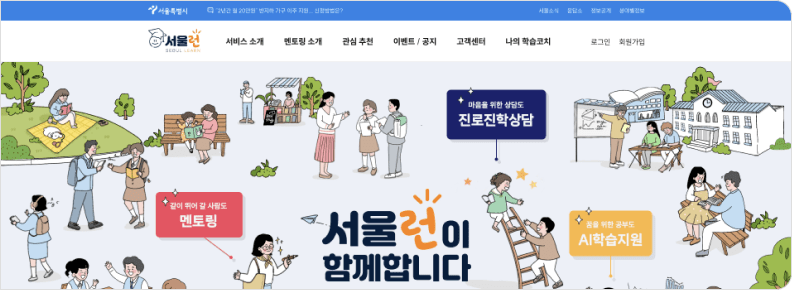 서울특별시
'2년간 월 20만원' 반지하 가구 이주 지원... 신청방법은?
서울소식 응답소 정보공개 분야별정보
서울런
SEOUL LEARN
서비스 소개 멘토링 소개 관심 추천 이벤트 / 공지 고객센터 나의 학습코치
로그인 회원가입
마음을 위한 상담도
진로진학상담
같이 뛰어 갈 사람도
멘토링
꿈을 위한 공부도
AI학습지원
서울런이
함께합니다